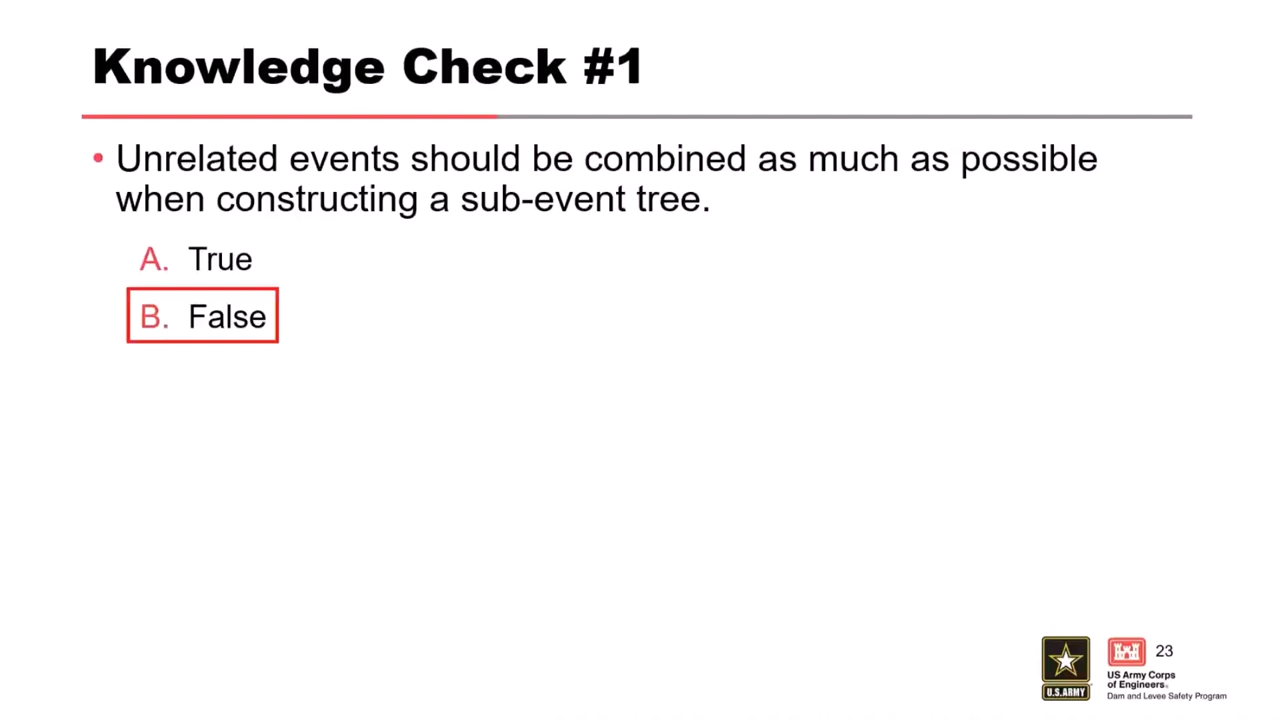 Knowledge Check #1
• Unrelated events should be combined as much as possible
when constructing a sub-event tree.
A. True
B. False
23
U.S.ARMY
US Army Corps
of Engineers®
Dam and Levee Safety Program